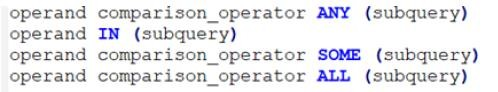 operand comparison_operator ANY (subquery)
operand IN (subquery)
operand comparison_operator SOME (subquery)
operand comparison_operator ALL (subquery)